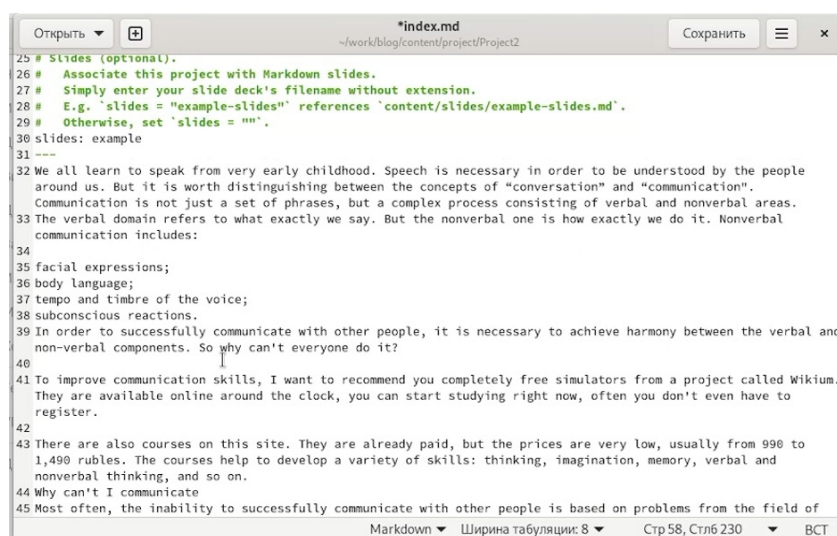 Открыть
*index.md
~/work/blog/content/project/Project2
Сохранить
25 # Slides (optional).
26 #   Associate this project with Markdown slides.
27 #   Simply enter your slide deck's filename without extension.
28 #   E.g. `slides = "example-slides"` references `content/slides/example-slides.md`.
29 #   Otherwise, set `slides = ""`.
30 slides: example
31 ---
32 We all learn to speak from very early childhood. Speech is necessary in order to be understood by the people
around us. But it is worth distinguishing between the concepts of “conversation” and “communication”.
Communication is not just a set of phrases, but a complex process consisting of verbal and nonverbal areas.
33 The verbal domain refers to what exactly we say. But the nonverbal one is how exactly we do it. Nonverbal
communication includes:
34
35 facial expressions;
36 body language;
37 tempo and timbre of the voice;
38 subconscious reactions.
39 In order to successfully communicate with other people, it is necessary to achieve harmony between the verbal and
non-verbal components. So why can't everyone do it?
40
41 To improve communication skills, I want to recommend you completely free simulators from a project called Wikium.
They are available online around the clock, you can start studying right now, often you don't even have to
register.
42
43 There are also courses on this site. They are already paid, but the prices are very low, usually from 990 to
1,490 rubles. The courses help to develop a variety of skills: thinking, imagination, memory, verbal and
nonverbal thinking, and so on.
44 Why can't I communicate
45 Most often, the inability to successfully communicate with other people is based on problems from the field of
Markdown Ширина табуляции: 8 Стр 58, Стлб 230 ВСТ